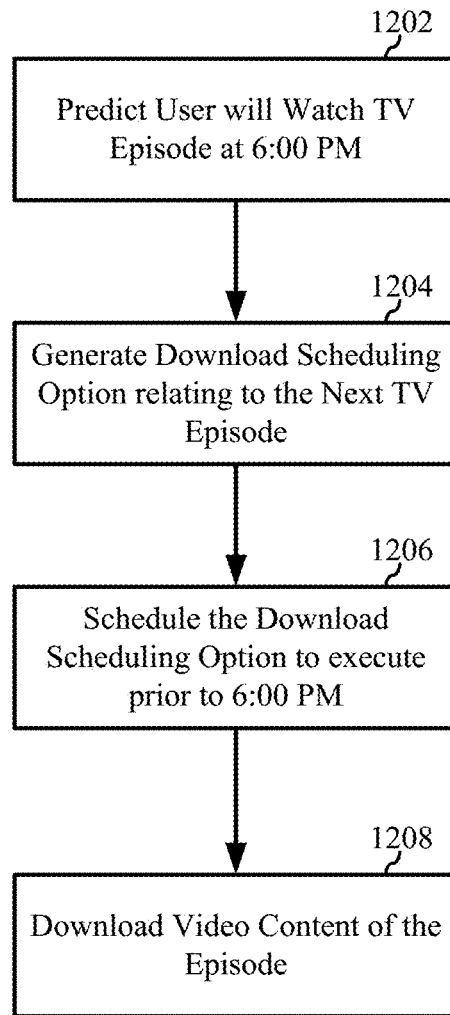 1202
Predict User will Watch TV
Episode at 6:00 PM
1204
Generate Download Scheduling
Option relating to the Next TV
Episode
1206
Schedule the Download
Scheduling Option to execute
prior to 6:00 PM
1208
Download Video Content of the
Episode